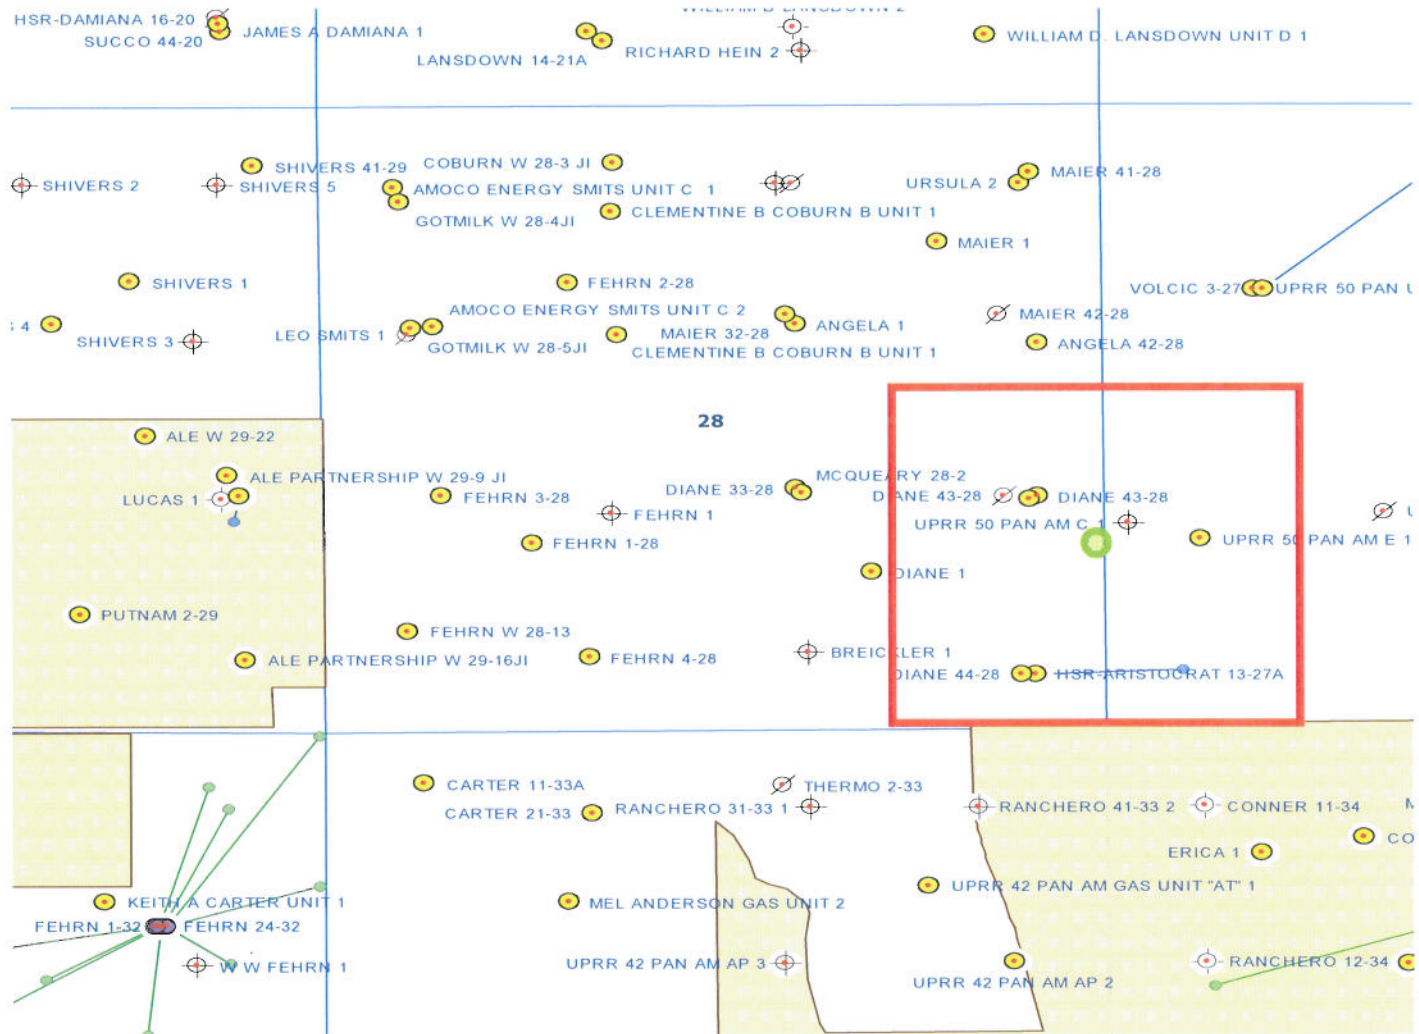 WILLIAM B LANSDOWN 2
HSR-DAMIANA 16-20
JAMES A DAMIANA 1
SUCCO 44-20
LANSDOWN 14-21A
RICHARD HEIN 2
WILLIAM D. LANSDOWN UNIT D 1
SHIVERS 41-29
COBURN W 28-3 JI
SHIVERS 2
SHIVERS 5
AMOCO ENERGY SMITS UNIT C 1
URSULA 2
MAIER 41-28
GOTMILK W 28-4JI
CLEMENTINE B COBURN B UNIT 1
MAIER 1
SHIVERS 1
FEHRN 2-28
VOLCIC 3-27
UPRR 50 PAN
4
AMOCO ENERGY SMITS UNIT C 2
MAIER 42-28
SHIVERS 3
LEO SMITS 1
MAIER 32-28
ANGELA 1
GOTMILK W 28-5JI
CLEMENTINE B COBURN B UNIT 1
ANGELA 42-28
28
ALE W 29-22
ALE PARTNERSHIP W 29-9 JI
MCQUEARY 28-2
LUCAS 1
FEHRN 3-28
DIANE 33-28
DIANE 43-28
DIANE 43-28
FEHRN 1
UPRR 50 PAN AM C 1
FEHRN 1-28
UPRR 50 PAN AM E 1
DIANE 1
PUTNAM 2-29
FEHRN W 28-13
ALE PARTNERSHIP W 29-16JI
FEHRN 4-28
BREICKLER 1
DIANE 44-28
HSR-ARISTOCRAT 13-27A
CARTER 11-33A
THERMO 2-33
CARTER 21-33
RANCHERO 31-33 1
RANCHERO 41-33 2
CONNER 11-34
M
ERICA 1
CO
UPRR 42 PAN AM GAS UNIT "AT" 1
KEITH A CARTER UNIT 1
MEL ANDERSON GAS UNIT 2
FEHRN 1-32
FEHRN 24-32
W W FEHRN 1
UPRR 42 PAN AM AP 3
RANCHERO 12-34
UPRR 42 PAN AM AP 2